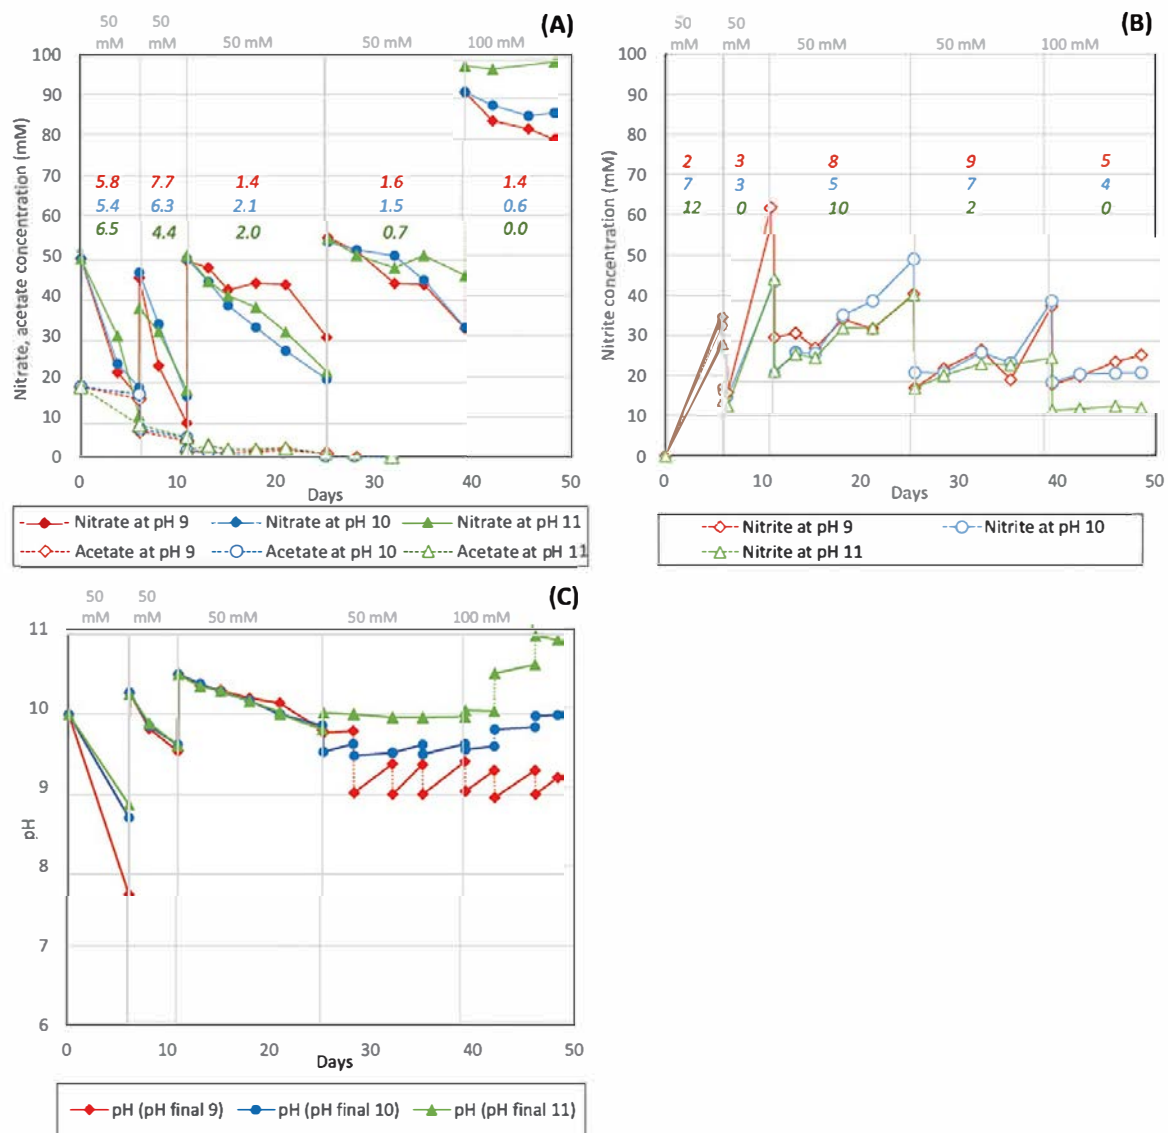 (A)
50 mM
50 mM
50 mM
50 mM
100 mM
100
90
80
70
60
50
40
30
20
10
0
Nitrate, acetate concentration (mM)
5.8 7.7 1.4 1.6 1.4
5.4 6.3 2.1 1.5 0.6
6.5 4.4 2.0 0.7 0.0
0 10 20 30 40 50
Days
Nitrate at pH 9 Nitrate at pH 10 Nitrate at pH 11
Acetate at pH 9 Acetate at pH 10 Acetate at pH 11
(B)
50 mM
50 mM
50 mM
50 mM
100 mM
100
90
80
70
60
50
40
30
20
10
0
Nitrite concentration (mM)
2 3 8 9 5
7 3 5 7 4
12 0 10 2 0
0 10 20 30 40 50
Days
Nitrite at pH 9 Nitrite at pH 10
Nitrite at pH 11
(C)
50 mM
50 mM
50 mM
50 mM
100 mM
11
10
9
8
7
6
pH
0 10 20 30 40 50
Days
pH (pH final 9) pH (pH final 10) pH (pH final 11)